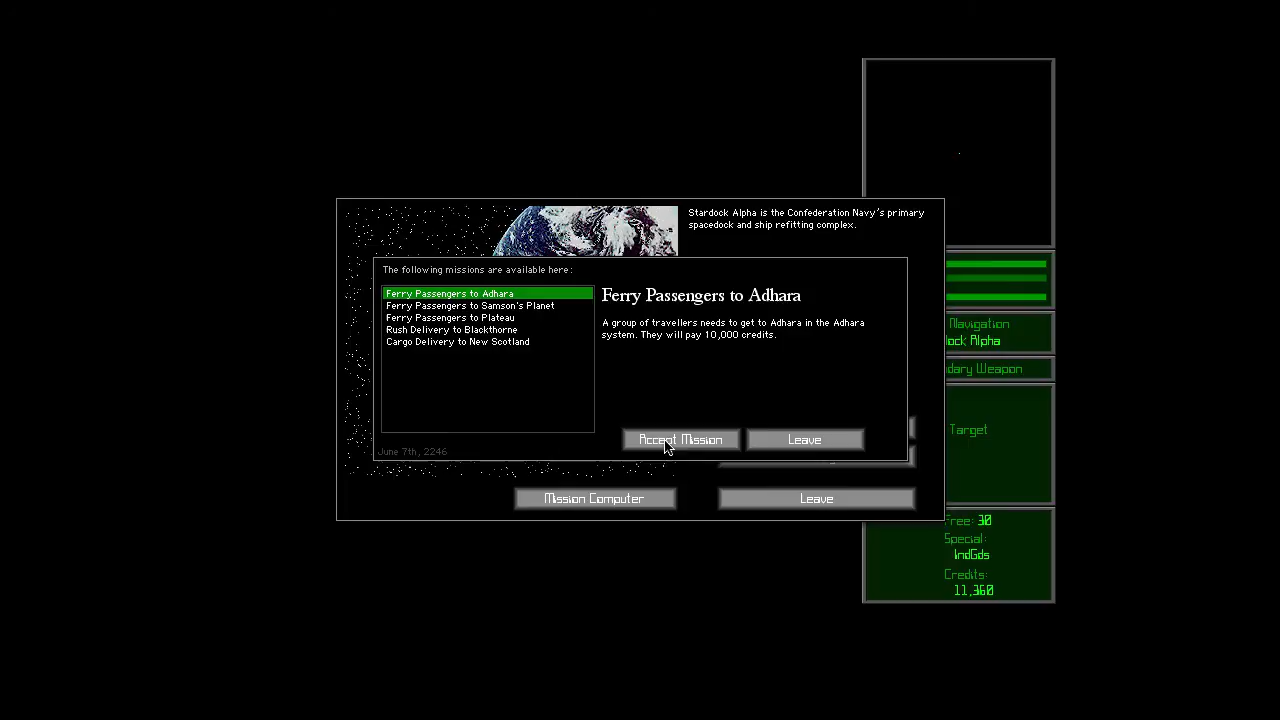 Stardock Alpha is the Confederation Navy's primary
spacedock and ship refitting complex.
The following missions are available here:
Ferry Passengers to Adhara
Ferry Passengers to Samson's Planet
Ferry Passengers to Plateau
Rush Delivery to Blackthorne
Cargo Delivery to New Scotland
Ferry Passengers to Adhara
A group of travellers needs to get to Adhara in the Adhara
system. They will pay 10,000 credits.
Accept Mission
Leave
June 7th, 2246
Mission Computer
Leave
Navigation
lock Alpha
dary Weapon
Target
Free: 30
Special:
IndGds
Credits:
11,360